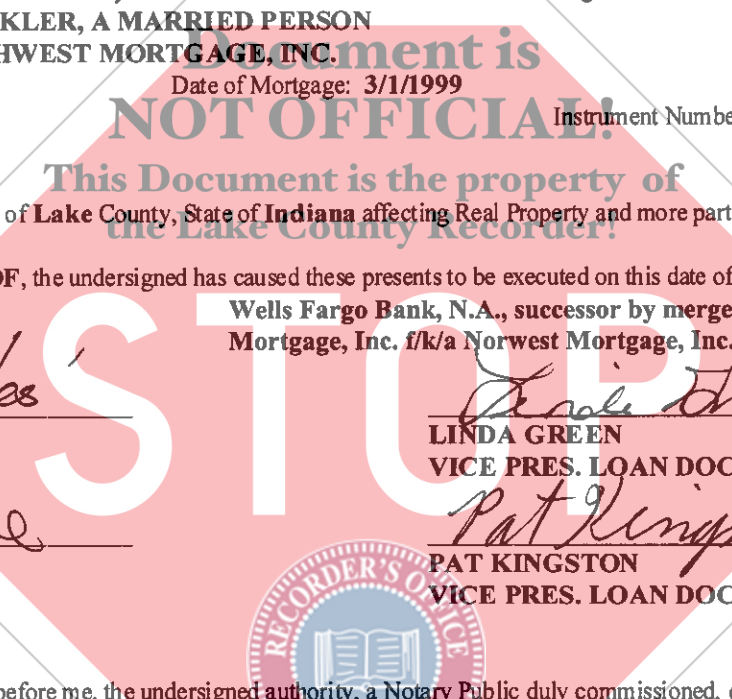 KLER, A MARRIED PERSON
HWEST MORTGAGE, INC.
Document is
Date of Mortgage: 3/1/1999
NOT OFFICIAL!
Instrument Numbe
This Document is the property of
of Lake County, State of Indiana affecting Real Property and more part
the Lake County Recorder!
OF, the undersigned has caused these presents to be executed on this date of
Wells Fargo Bank, N.A., successor by merge
Mortgage, Inc. f/k/a Norwest Mortgage, Inc.
STOP
LINDA GREEN
VICE PRES. LOAN DOC
Pat Kings
PAT KINGSTON
VICE PRES. LOAN DOC
RECORDER'S OFFICE
before me, the undersigned authority, a Notary Public duly commissioned,